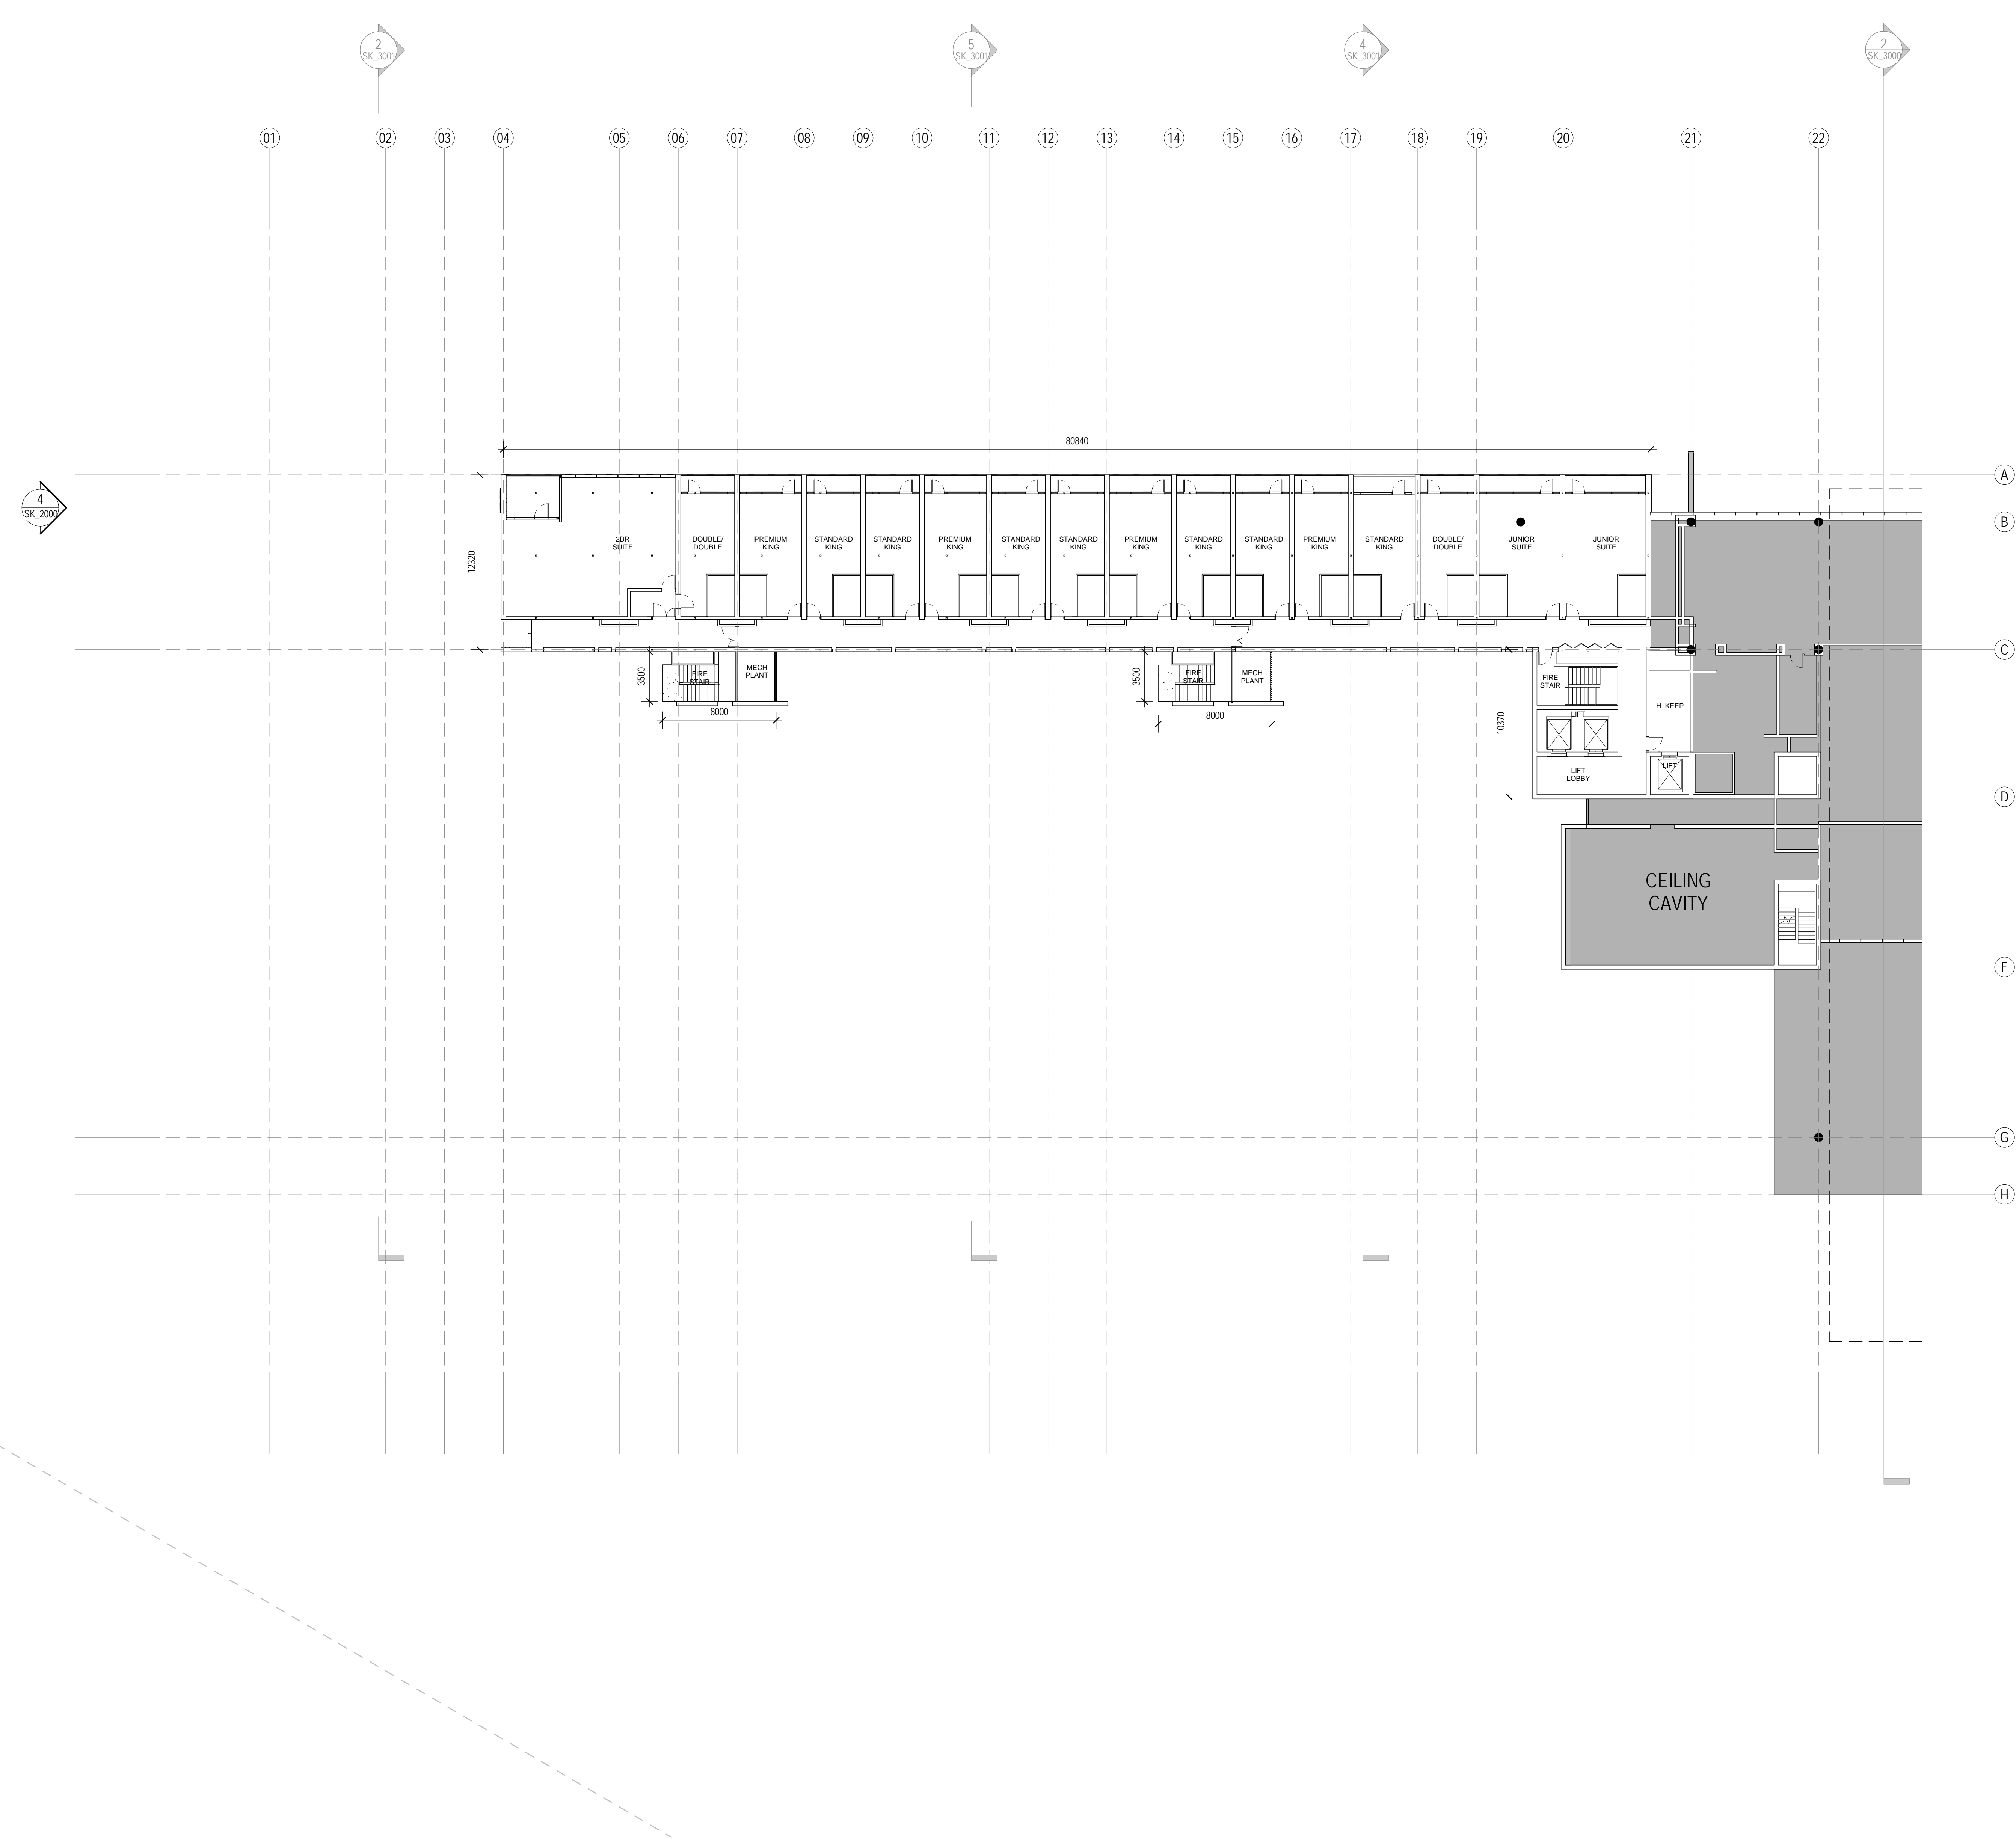 2
SK_3001
5
SK_3001
4
SK_3001
2
SK_3000
01 02 03 04 05 06 07 08 09 10 11 12 13 14 15 16 17 18 19 20 21 22
80840
A
4
SK_2000
B
12320
2BR
SUITE
DOUBLE/
DOUBLE
PREMIUM
KING
STANDARD
KING
STANDARD
KING
PREMIUM
KING
STANDARD
KING
STANDARD
KING
PREMIUM
KING
STANDARD
KING
STANDARD
KING
PREMIUM
KING
STANDARD
KING
DOUBLE/
DOUBLE
JUNIOR
SUITE
JUNIOR
SUITE
C
3500
FIRE
STAIR
MECH
PLANT
8000
3500
FIRE
STAIR
MECH
PLANT
8000
10370
FIRE
STAIR
LIFT
H. KEEP
LIFT
LOBBY
LIFT
D
CEILING
CAVITY
F
G
H